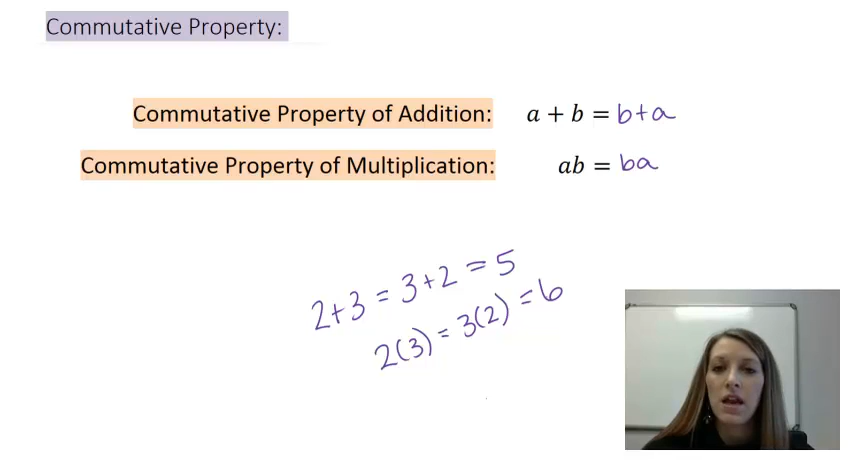 Commutative Property:
Commutative Property of Addition: a + b = b+a
Commutative Property of Multiplication: ab = ba
2+3 = 3+2 = 5
2(3) = 3(2) = 6